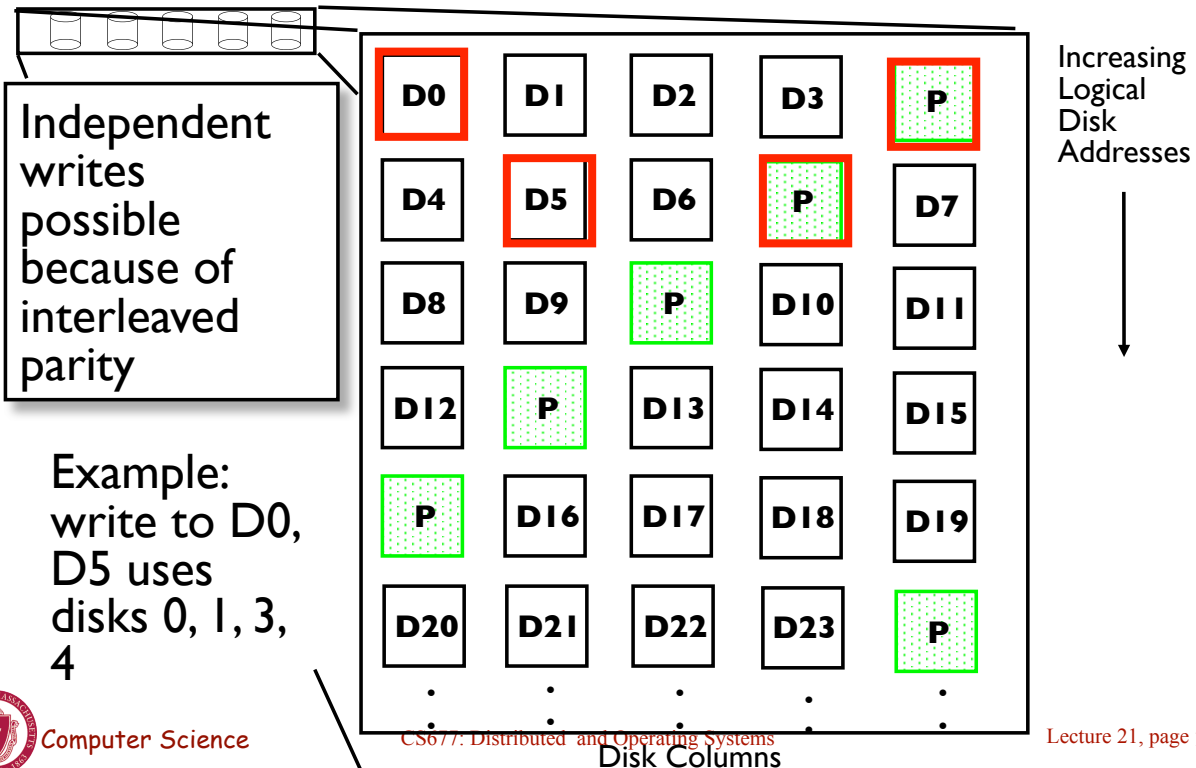 Independent
writes
possible
because of
interleaved
parity
Example:
write to D0,
D5 uses
disks 0, 1, 3,
4
D0 D1 D2 D3 P
D4 D5 D6 P D7
D8 D9 P D10 D11
D12 P D13 D14 D15
P D16 D17 D18 D19
D20 D21 D22 D23 P
Increasing
Logical
Disk
Addresses
Computer Science
CS677: Distributed and Operating Systems
Disk Columns
Lecture 21, page